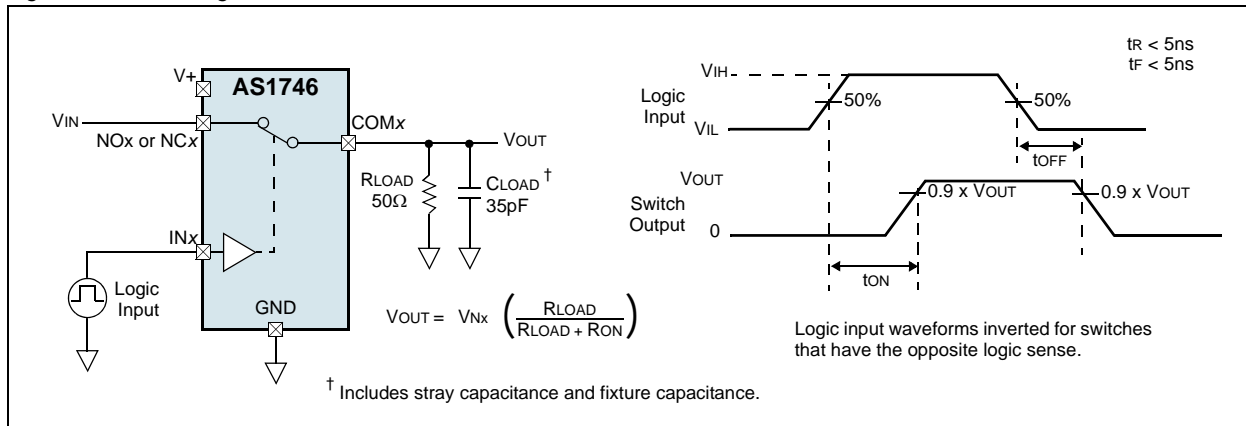 V+
AS1746
VIN
NOx or NCx
COMx
VOUT
RLOAD
50Ω
CLOAD †
35pF
INx
Logic
Input
GND
VOUT = VNx ( RLOAD / RLOAD + RON )
† Includes stray capacitance and fixture capacitance.
tR < 5ns
tF < 5ns
VIH
Logic
Input
VIL
50%
50%
tOFF
VOUT
Switch
Output
0
0.9 x VOUT
0.9 x VOUT
tON
Logic input waveforms inverted for switches
that have the opposite logic sense.